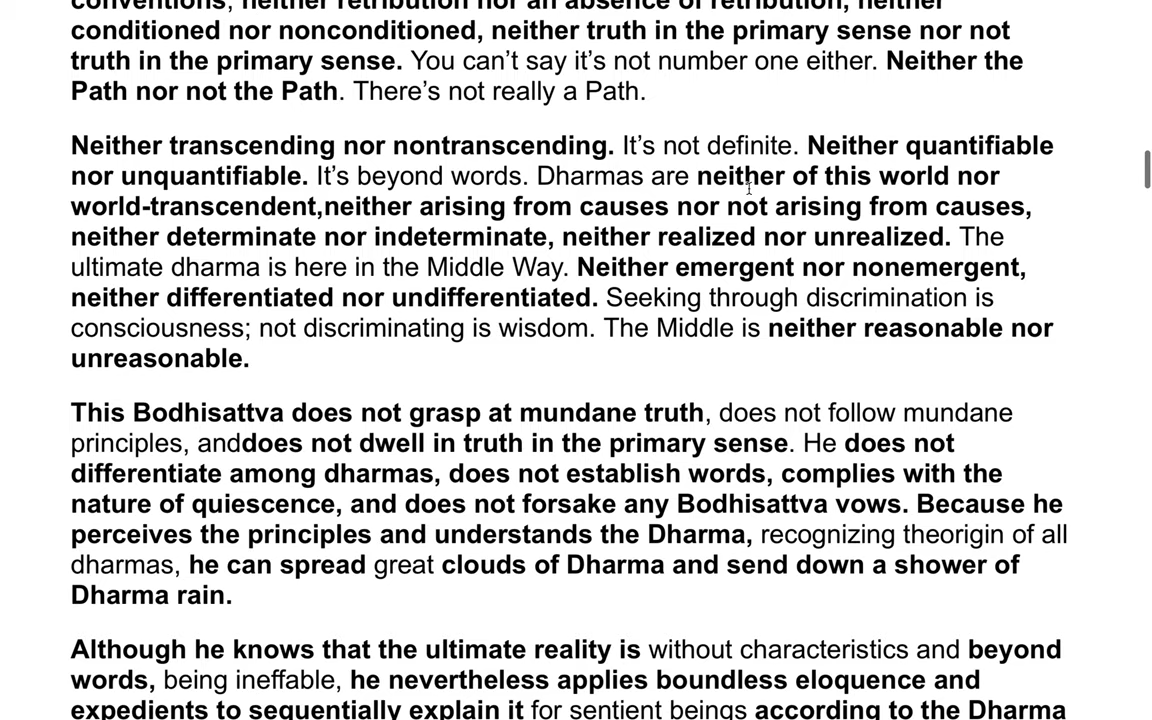 conventions, neither retribution nor an absence of retribution, neither
conditioned nor nonconditioned, neither truth in the primary sense nor not
truth in the primary sense. You can’t say it’s not number one either. Neither the
Path nor not the Path. There’s not really a Path.
Neither transcending nor nontranscending. It’s not definite. Neither quantifiable
nor unquantifiable. It’s beyond words. Dharmas are neither of this world nor
world-transcendent,neither arising from causes nor not arising from causes,
neither determinate nor indeterminate, neither realized nor unrealized. The
ultimate dharma is here in the Middle Way. Neither emergent nor nonemergent,
neither differentiated nor undifferentiated. Seeking through discrimination is
consciousness; not discriminating is wisdom. The Middle is neither reasonable nor
unreasonable.
This Bodhisattva does not grasp at mundane truth, does not follow mundane
principles, anddoes not dwell in truth in the primary sense. He does not
differentiate among dharmas, does not establish words, complies with the
nature of quiescence, and does not forsake any Bodhisattva vows. Because he
perceives the principles and understands the Dharma, recognizing theorigin of all
dharmas, he can spread great clouds of Dharma and send down a shower of
Dharma rain.
Although he knows that the ultimate reality is without characteristics and beyond
words, being ineffable, he nevertheless applies boundless eloquence and
expedients to sequentially explain it for sentient beings according to the Dharma